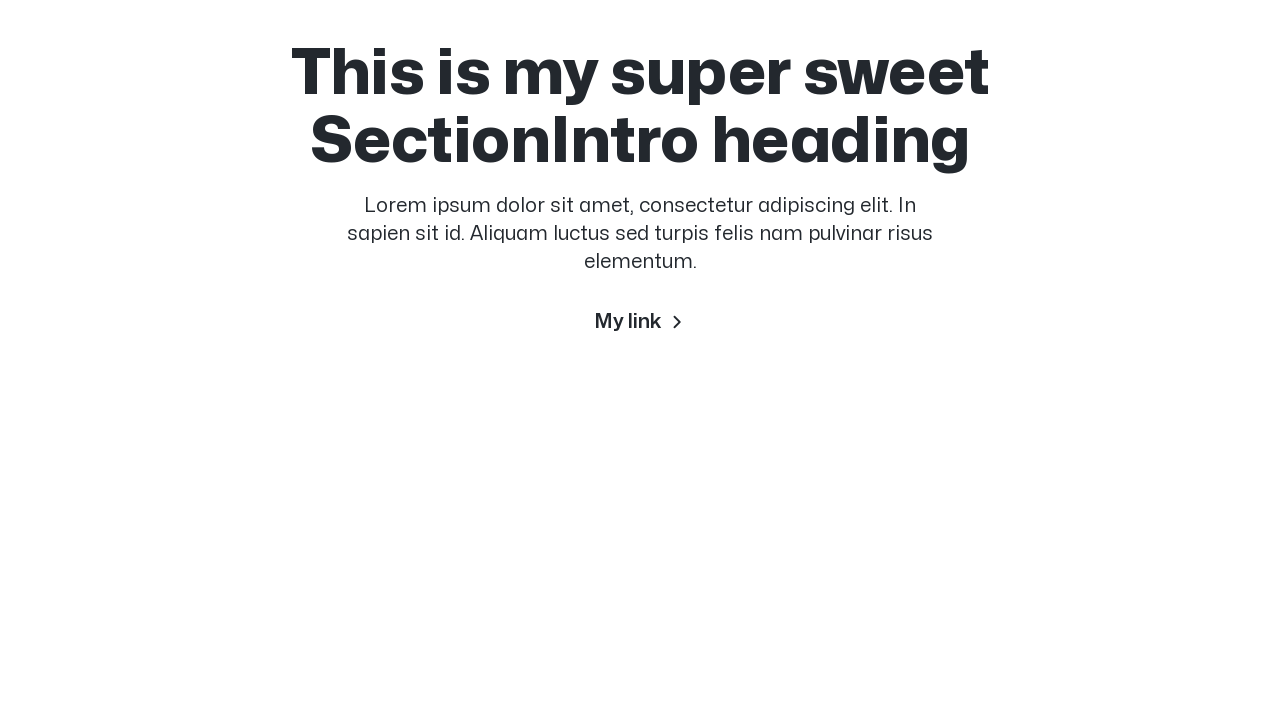 This is my super sweet
SectionIntro heading
Lorem ipsum dolor sit amet, consectetur adipiscing elit. In
sapien sit id. Aliquam luctus sed turpis felis nam pulvinar risus
elementum.
My link